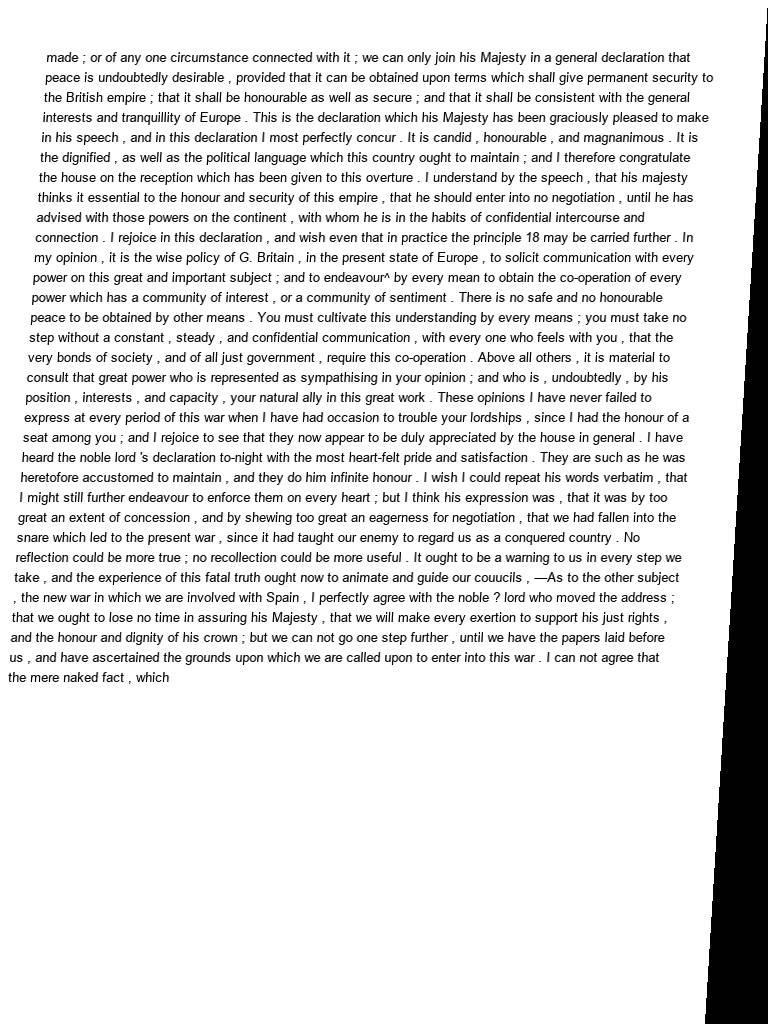 made ; or of any one circumstance connected with it ; we can only join his Majesty in a general declaration that
peace is undoubtedly desirable , provided that it can be obtained upon terms which shall give permanent security to
the British empire ; that it shall be honourable as well as secure ; and that it shall be consistent with the general
interests and tranquillity of Europe . This is the declaration which his Majesty has been graciously pleased to make
in his speech , and in this declaration I most perfectly concur . It is candid , honourable , and magnanimous . It is
the dignified , as well as the political language which this country ought to maintain ; and I therefore congratulate
the house on the reception which has been given to this overture . I understand by the speech , that his majesty
thinks it essential to the honour and security of this empire , that he should enter into no negotiation , until he has
advised with those powers on the continent , with whom he is in the habits of confidential intercourse and
connection . I rejoice in this declaration , and wish even that in practice the principle 18 may be carried further . In
my opinion , it is the wise policy of G. Britain , in the present state of Europe , to solicit communication with every
power on this great and important subject ; and to endeavour^ by every mean to obtain the co-operation of every
power which has a community of interest , or a community of sentiment . There is no safe and no honourable
peace to be obtained by other means . You must cultivate this understanding by every means ; you must take no
step without a constant , steady , and confidential communication , with every one who feels with you , that the
very bonds of society , and of all just government , require this co-operation . Above all others , it is material to
consult that great power who is represented as sympathising in your opinion ; and who is , undoubtedly , by his
position , interests , and capacity , your natural ally in this great work . These opinions I have never failed to
express at every period of this war when I have had occasion to trouble your lordships , since I had the honour of a
seat among you ; and I rejoice to see that they now appear to be duly appreciated by the house in general . I have
heard the noble lord 's declaration to-night with the most heart-felt pride and satisfaction . They are such as he was
heretofore accustomed to maintain , and they do him infinite honour . I wish I could repeat his words verbatim , that
I might still further endeavour to enforce them on every heart ; but I think his expression was , that it was by too
great an extent of concession , and by shewing too great an eagerness for negotiation , that we had fallen into the
snare which led to the present war , since it had taught our enemy to regard us as a conquered country . No
reflection could be more true ; no recollection could be more useful . It ought to be a warning to us in every step we
take , and the experience of this fatal truth ought now to animate and guide our couucils , —As to the other subject
, the new war in which we are involved with Spain , I perfectly agree with the noble ? lord who moved the address ;
that we ought to lose no time in assuring his Majesty , that we will make every exertion to support his just rights ,
and the honour and dignity of his crown ; but we can not go one step further , until we have the papers laid before
us , and have ascertained the grounds upon which we are called upon to enter into this war . I can not agree that
the mere naked fact , which